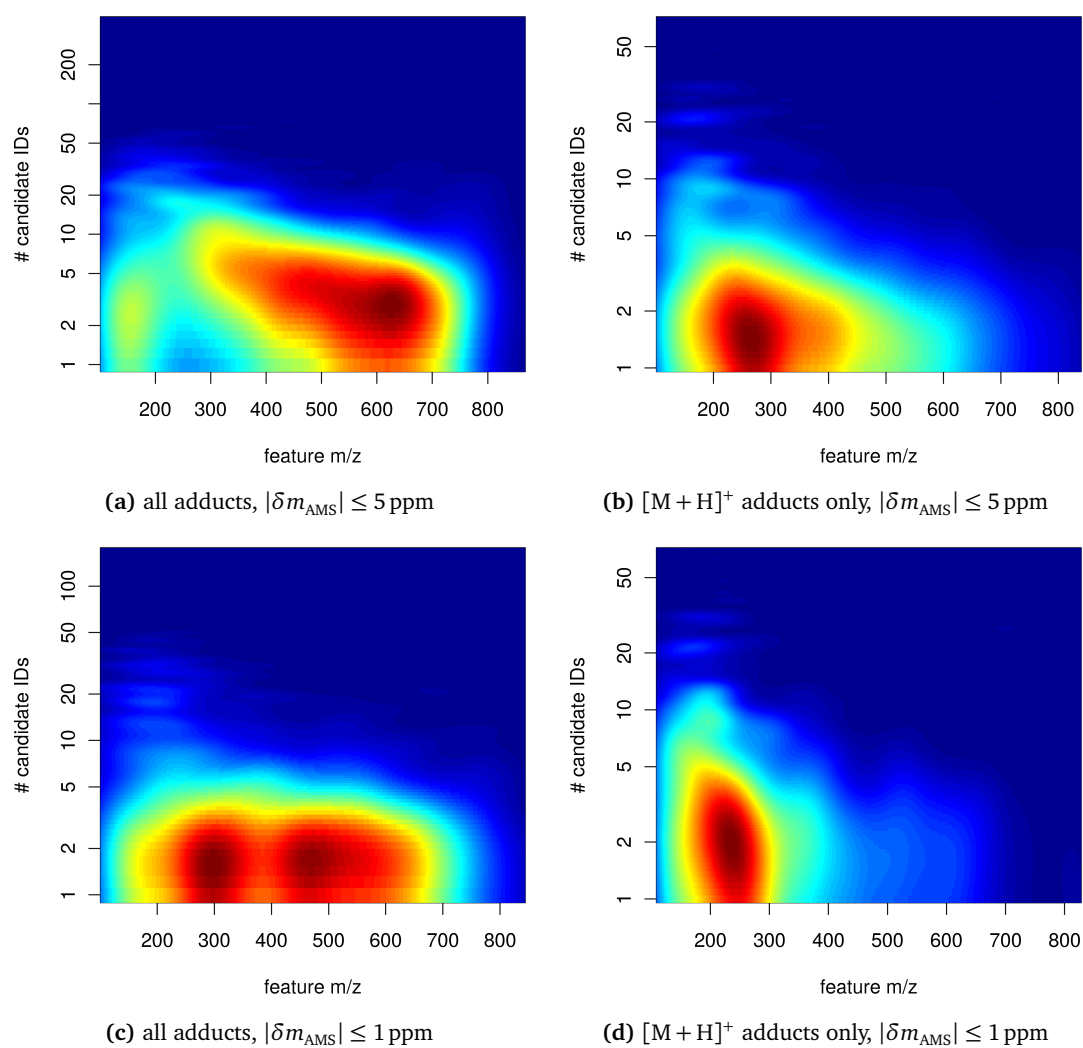 200
50
20
10
5
2
1
# candidate IDs
200 300 400 500 600 700 800
feature m/z
(a) all adducts, |δm_AMS| ≤ 5 ppm
50
20
10
5
2
1
# candidate IDs
200 300 400 500 600 700 800
feature m/z
(b) [M + H]⁺ adducts only, |δm_AMS| ≤ 5 ppm
100
50
20
10
5
2
1
# candidate IDs
200 300 400 500 600 700 800
feature m/z
(c) all adducts, |δm_AMS| ≤ 1 ppm
50
20
10
5
2
1
# candidate IDs
200 300 400 500 600 700 800
feature m/z
(d) [M + H]⁺ adducts only, |δm_AMS| ≤ 1 ppm